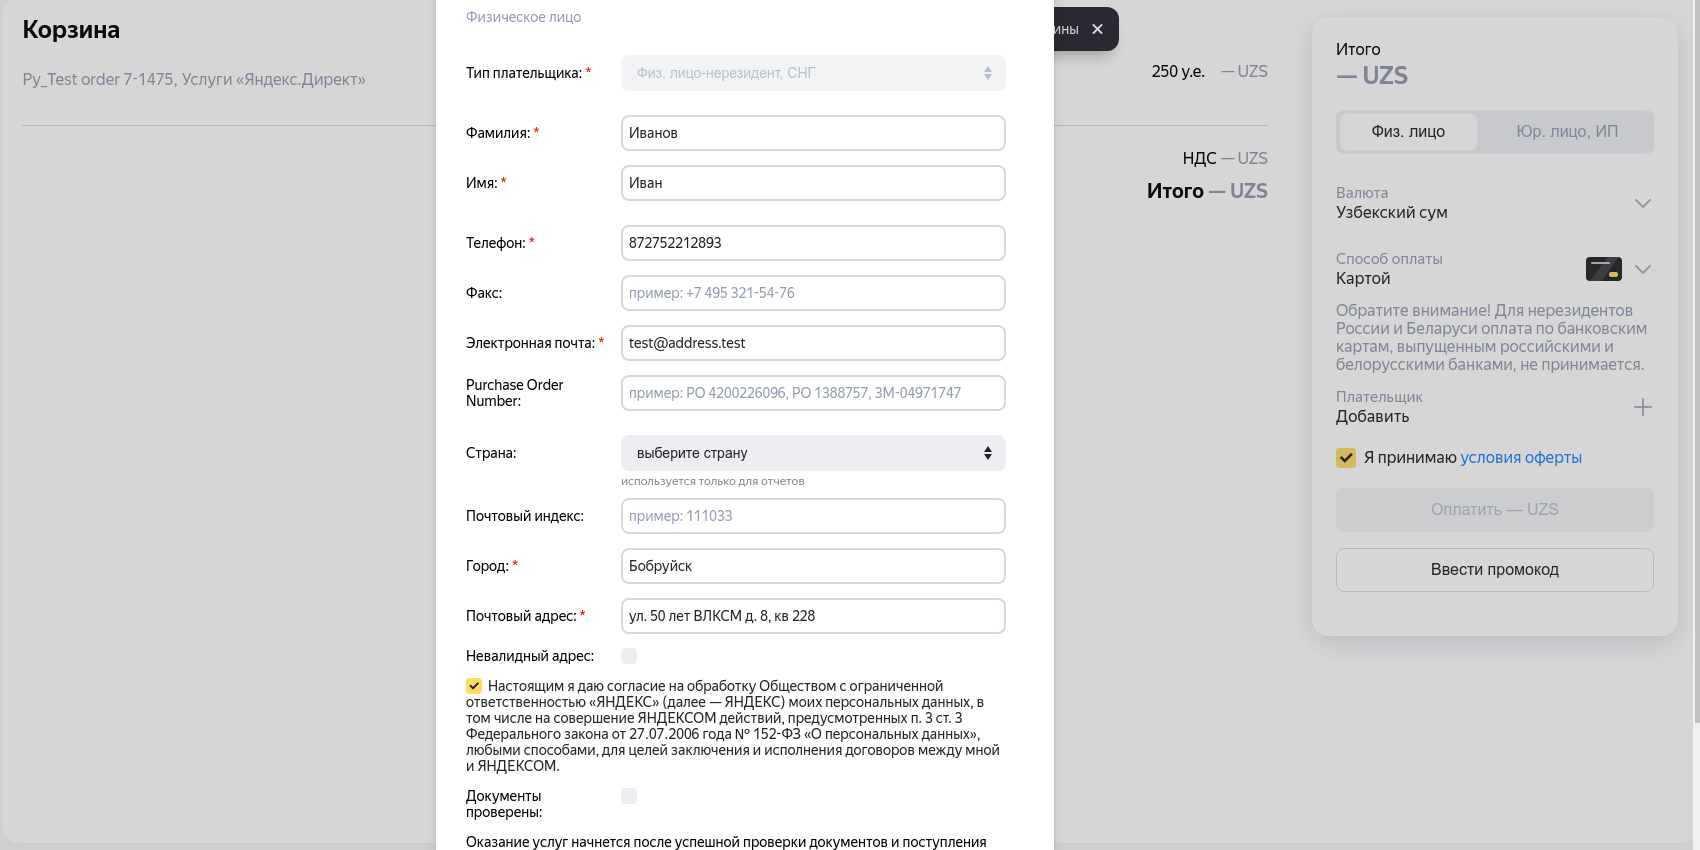 Корзина
Py_Test order 7-1475, Услуги «Яндекс.Директ»
250 у.е. — UZS
НДС — UZS
Итого — UZS
Физическое лицо
Тип плательщика: *
Физ. лицо-нерезидент, СНГ
Фамилия: *
Иванов
Имя: *
Иван
Телефон: *
872752212893
Факс:
пример: +7 495 321-54-76
Электронная почта: *
test@address.test
Purchase Order
Number:
пример: PO 4200226096, PO 1388757, 3M-04971747
Страна:
выберите страну
используется только для отчетов
Почтовый индекс:
пример: 111033
Город: *
Бобруйск
Почтовый адрес: *
ул. 50 лет ВЛКСМ д. 8, кв 228
Невалидный адрес:
Настоящим я даю согласие на обработку Обществом с ограниченной
ответственностью «ЯНДЕКС» (далее — ЯНДЕКС) моих персональных данных, в
том числе на совершение ЯНДЕКСОМ действий, предусмотренных п. 3 ст. 3
Федерального закона от 27.07.2006 года № 152-ФЗ «О персональных данных»,
любыми способами, для целей заключения и исполнения договоров между мной
и ЯНДЕКСОМ.
Документы
проверены:
Оказание услуг начнется после успешной проверки документов и поступления
Итого
— UZS
Физ. лицо
Юр. лицо, ИП
Валюта
Узбекский сум
Способ оплаты
Картой
Обратите внимание! Для нерезидентов
России и Беларуси оплата по банковским
картам, выпущенным российскими и
белорусскими банками, не принимается.
Плательщик
Добавить
Я принимаю условия оферты
Оплатить — UZS
Ввести промокод